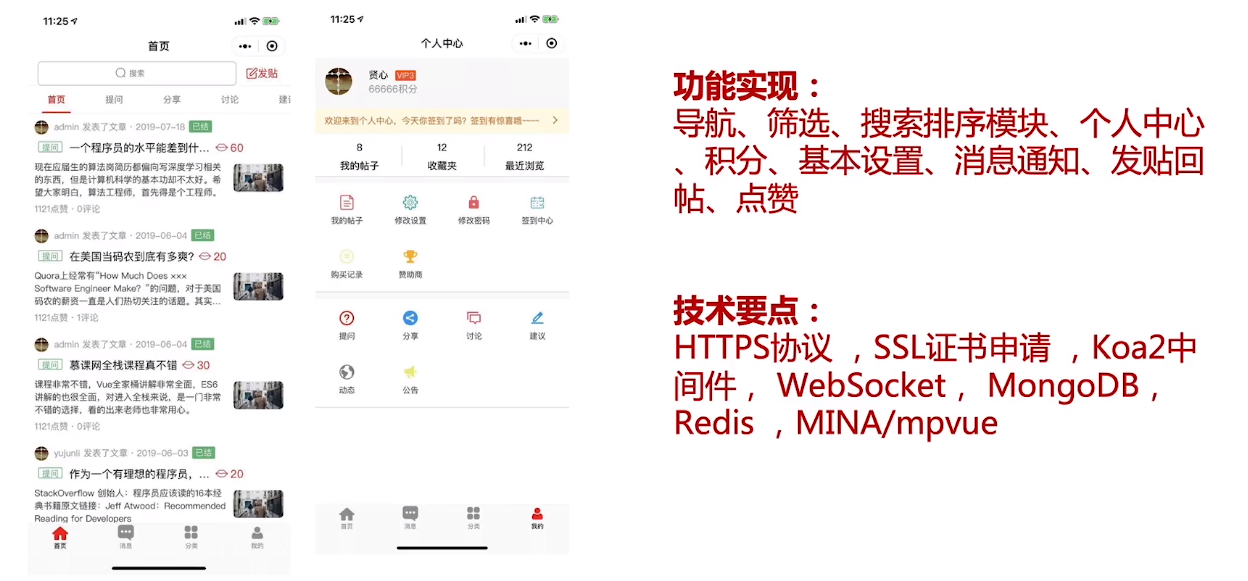 11:25
首页
搜索
发贴
首页
提问
分享
讨论
建议
admin 发表了文章 · 2019-07-18 已结
提问 一个程序员的水平能差到什... 60
现在应届生的算法岗简历都偏向写深度学习相关
的东西，但是计算机科学的基本功却不太好。希
望大家明白，算法工程师，首先得是个工程师。
1121点赞 · 0评论
admin 发表了文章 · 2019-06-04 已结
提问 在美国当码农到底有多爽？ 20
Quora上经常有“How Much Does ×××
Software Engineer Make？”的问题，对于美国
码农的薪资一直是人们热切关注的话题。其实...
1121点赞 · 1评论
admin 发表了文章 · 2019-06-04 已结
提问 慕课网全栈课程真不错 30
课程非常不错，Vue全家桶讲解非常全面，ES6
讲解的也很全面，对进入全栈来说，是一门非常
不错的选择，看的出来老师也非常用心。
1121点赞 · 0评论
yujunli 发表了文章 · 2019-06-03 已结
提问 作为一个有理想的程序员，... 20
StackOverflow 创始人：程序员应该读的16本经
典书籍原文链接：Jeff Atwood：Recommended
Reading for Developers
首页
消息
分类
我的
11:25
个人中心
贤心 VIP3
66666积分
欢迎来到个人中心，今天你签到了吗？签到有惊喜哦~~~~
8
12
212
我的帖子
收藏夹
最近浏览
我的帖子
修改设置
修改密码
签到中心
购买记录
赞助商
提问
分享
讨论
建议
动态
公告
首页
消息
分类
我的
功能实现：
导航、筛选、搜索排序模块、个人中心
、积分、基本设置、消息通知、发贴回
帖、点赞
技术要点：
HTTPS协议 ，SSL证书申请 ，Koa2中
间件， WebSocket， MongoDB，
Redis ，MINA/mpvue